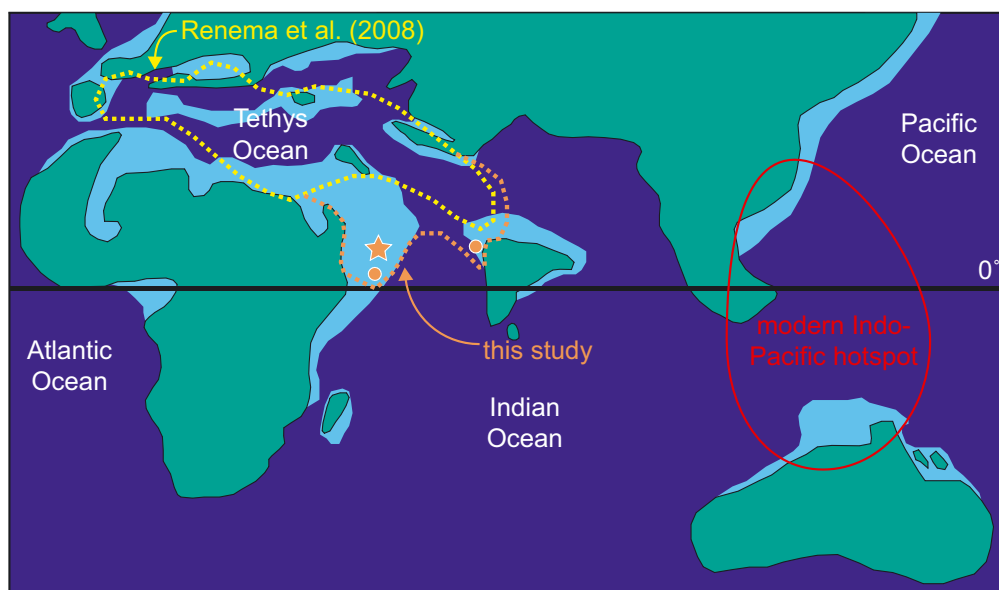 Renema et al. (2008)
Tethys
Ocean
Pacific
Ocean
0°
this study
modern Indo-
Pacific hotspot
Atlantic
Ocean
Indian
Ocean